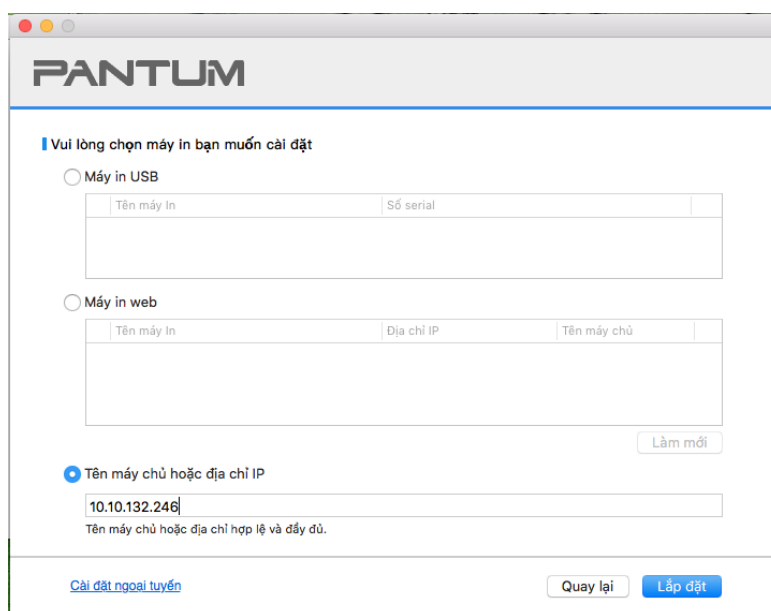 PANTUM
Vui lòng chọn máy in bạn muốn cài đặt
Máy in USB
Tên máy In Số serial
Máy in web
Tên máy In Địa chỉ IP Tên máy chủ
Làm mới
Tên máy chủ hoặc địa chỉ IP
10.10.132.246
Tên máy chủ hoặc địa chỉ hợp lệ và đầy đủ.
Cài đặt ngoại tuyến Quay lại Lắp đặt